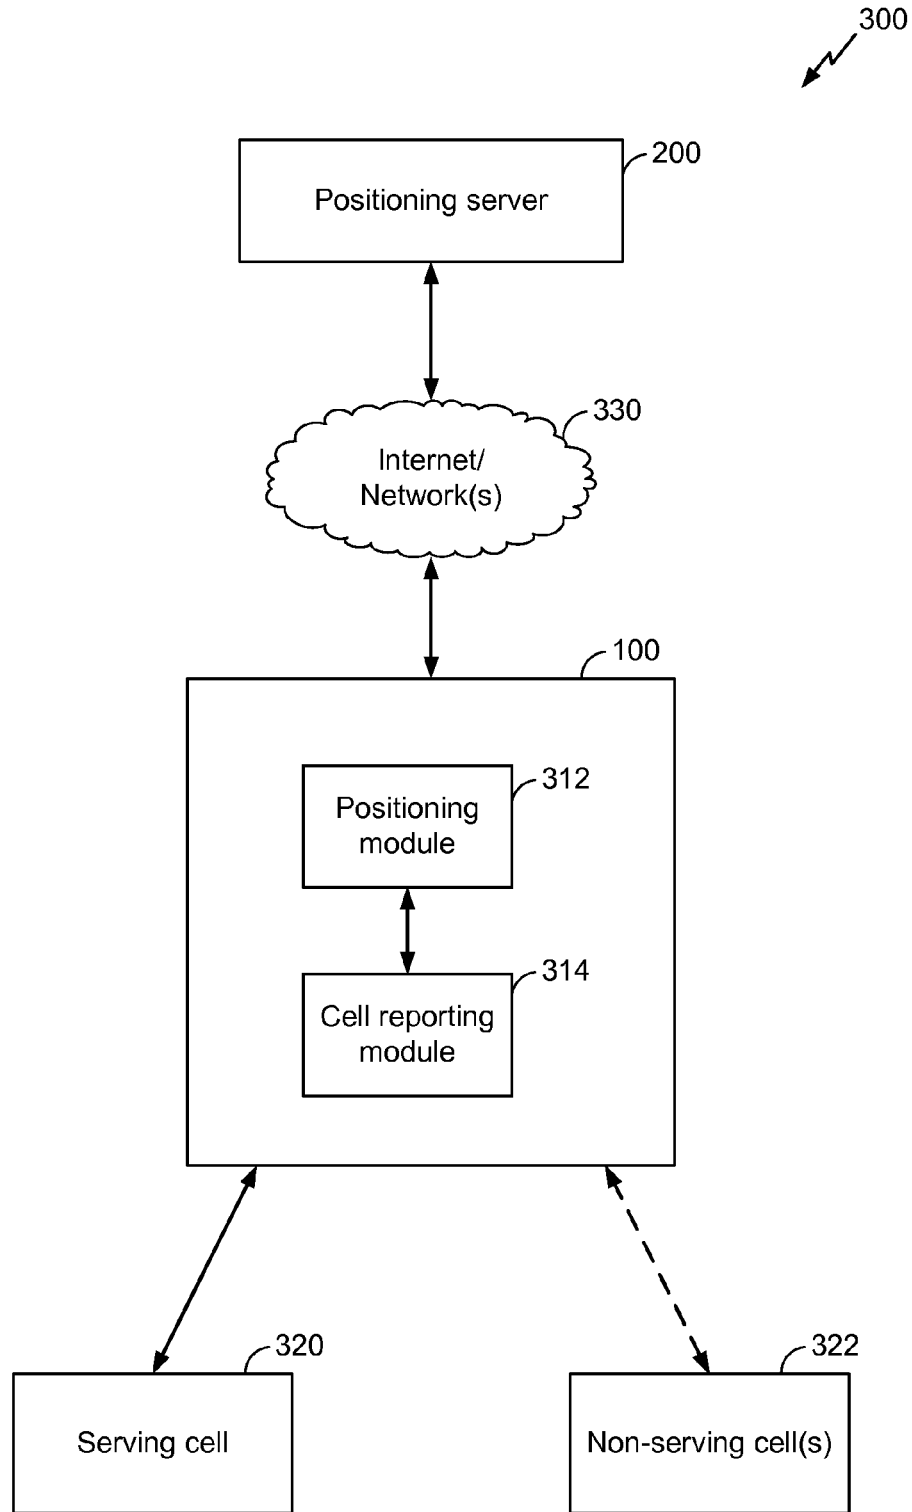 300
200
Positioning server
330
Internet/
Network(s)
100
312
Positioning
module
314
Cell reporting
module
320
322
Serving cell
Non-serving cell(s)